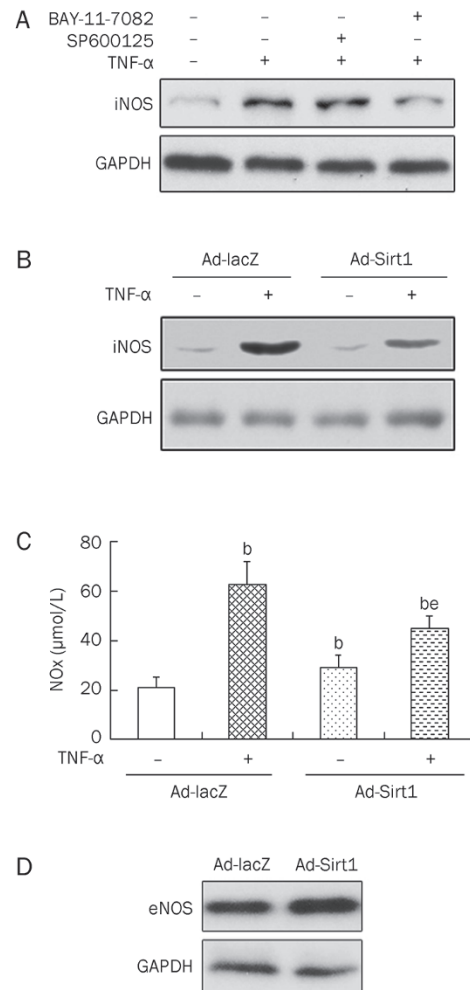 A
BAY-11-7082 – – – +
SP600125 – – + –
TNF-α – + + +
iNOS
GAPDH
B
Ad-lacZ Ad-Sirt1
TNF-α – + – +
iNOS
GAPDH
C
NOx (μmol/L)
80
60
40
20
0
b
b
be
TNF-α – + – +
Ad-lacZ Ad-Sirt1
D
Ad-lacZ Ad-Sirt1
eNOS
GAPDH